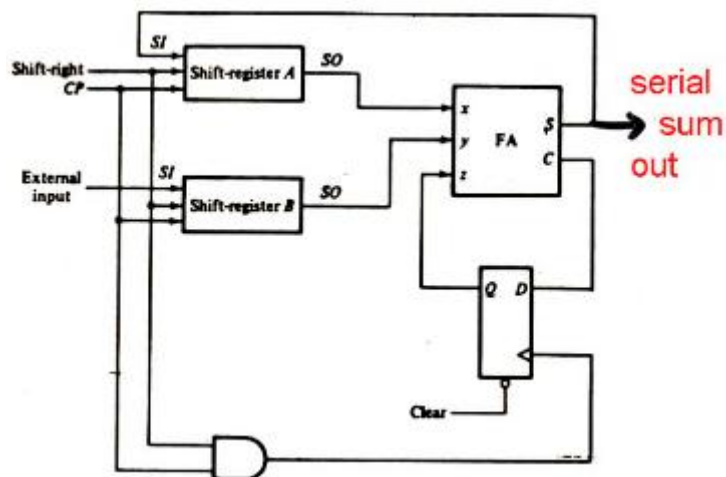 SI
SO
Shift-right
Shift-register A
CP
x
S
serial
y
FA
sum
C
out
z
External
input
SI
SO
Shift-register B
Q
D
Clear